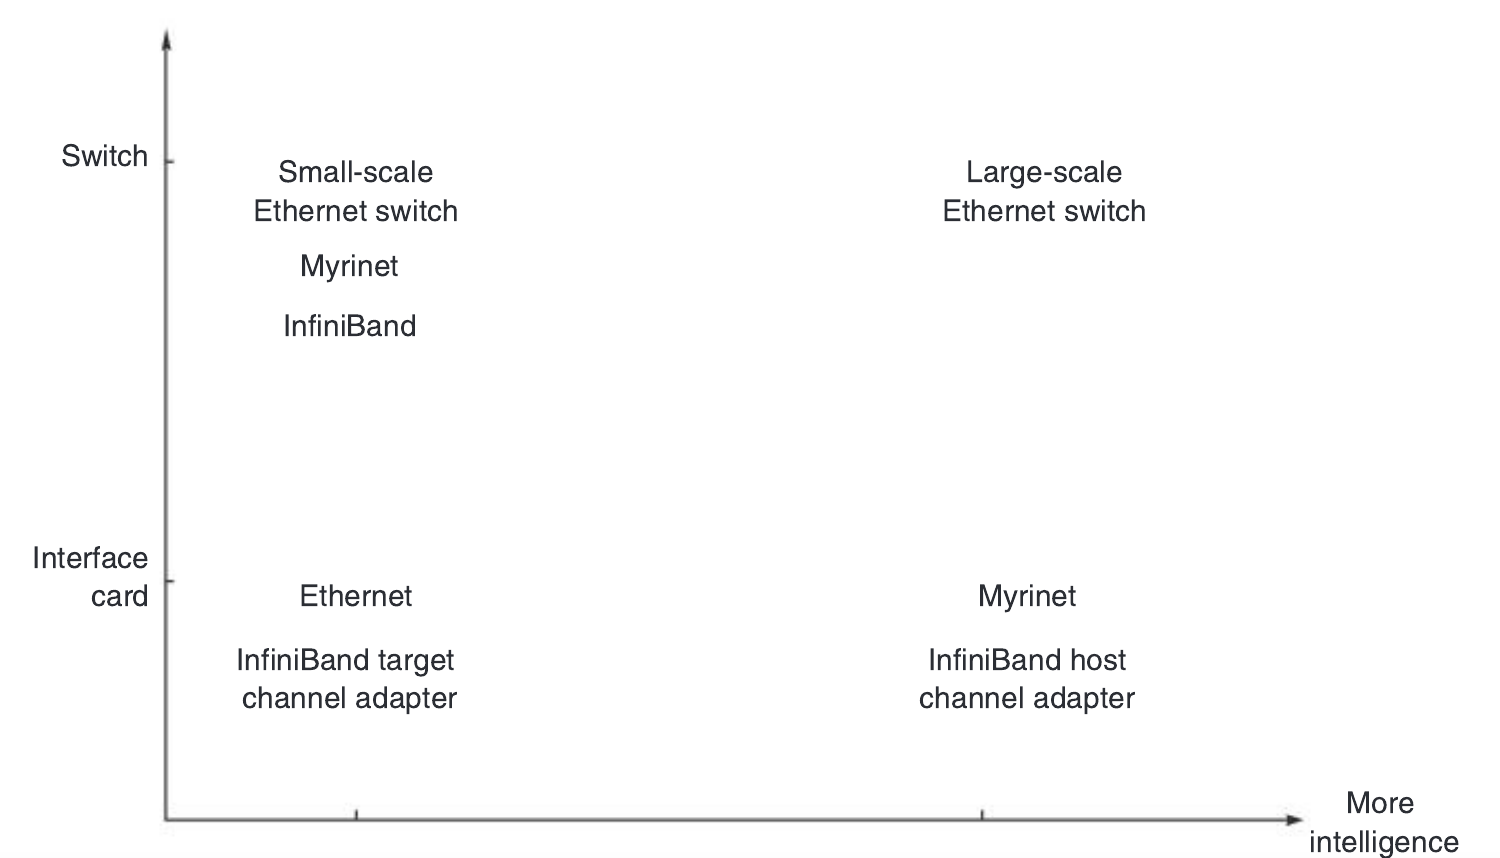 Switch
Small-scale
Ethernet switch
Large-scale
Ethernet switch
Myrinet
InfiniBand
Interface
card
Ethernet
Myrinet
InfiniBand target
channel adapter
InfiniBand host
channel adapter
More
intelligence